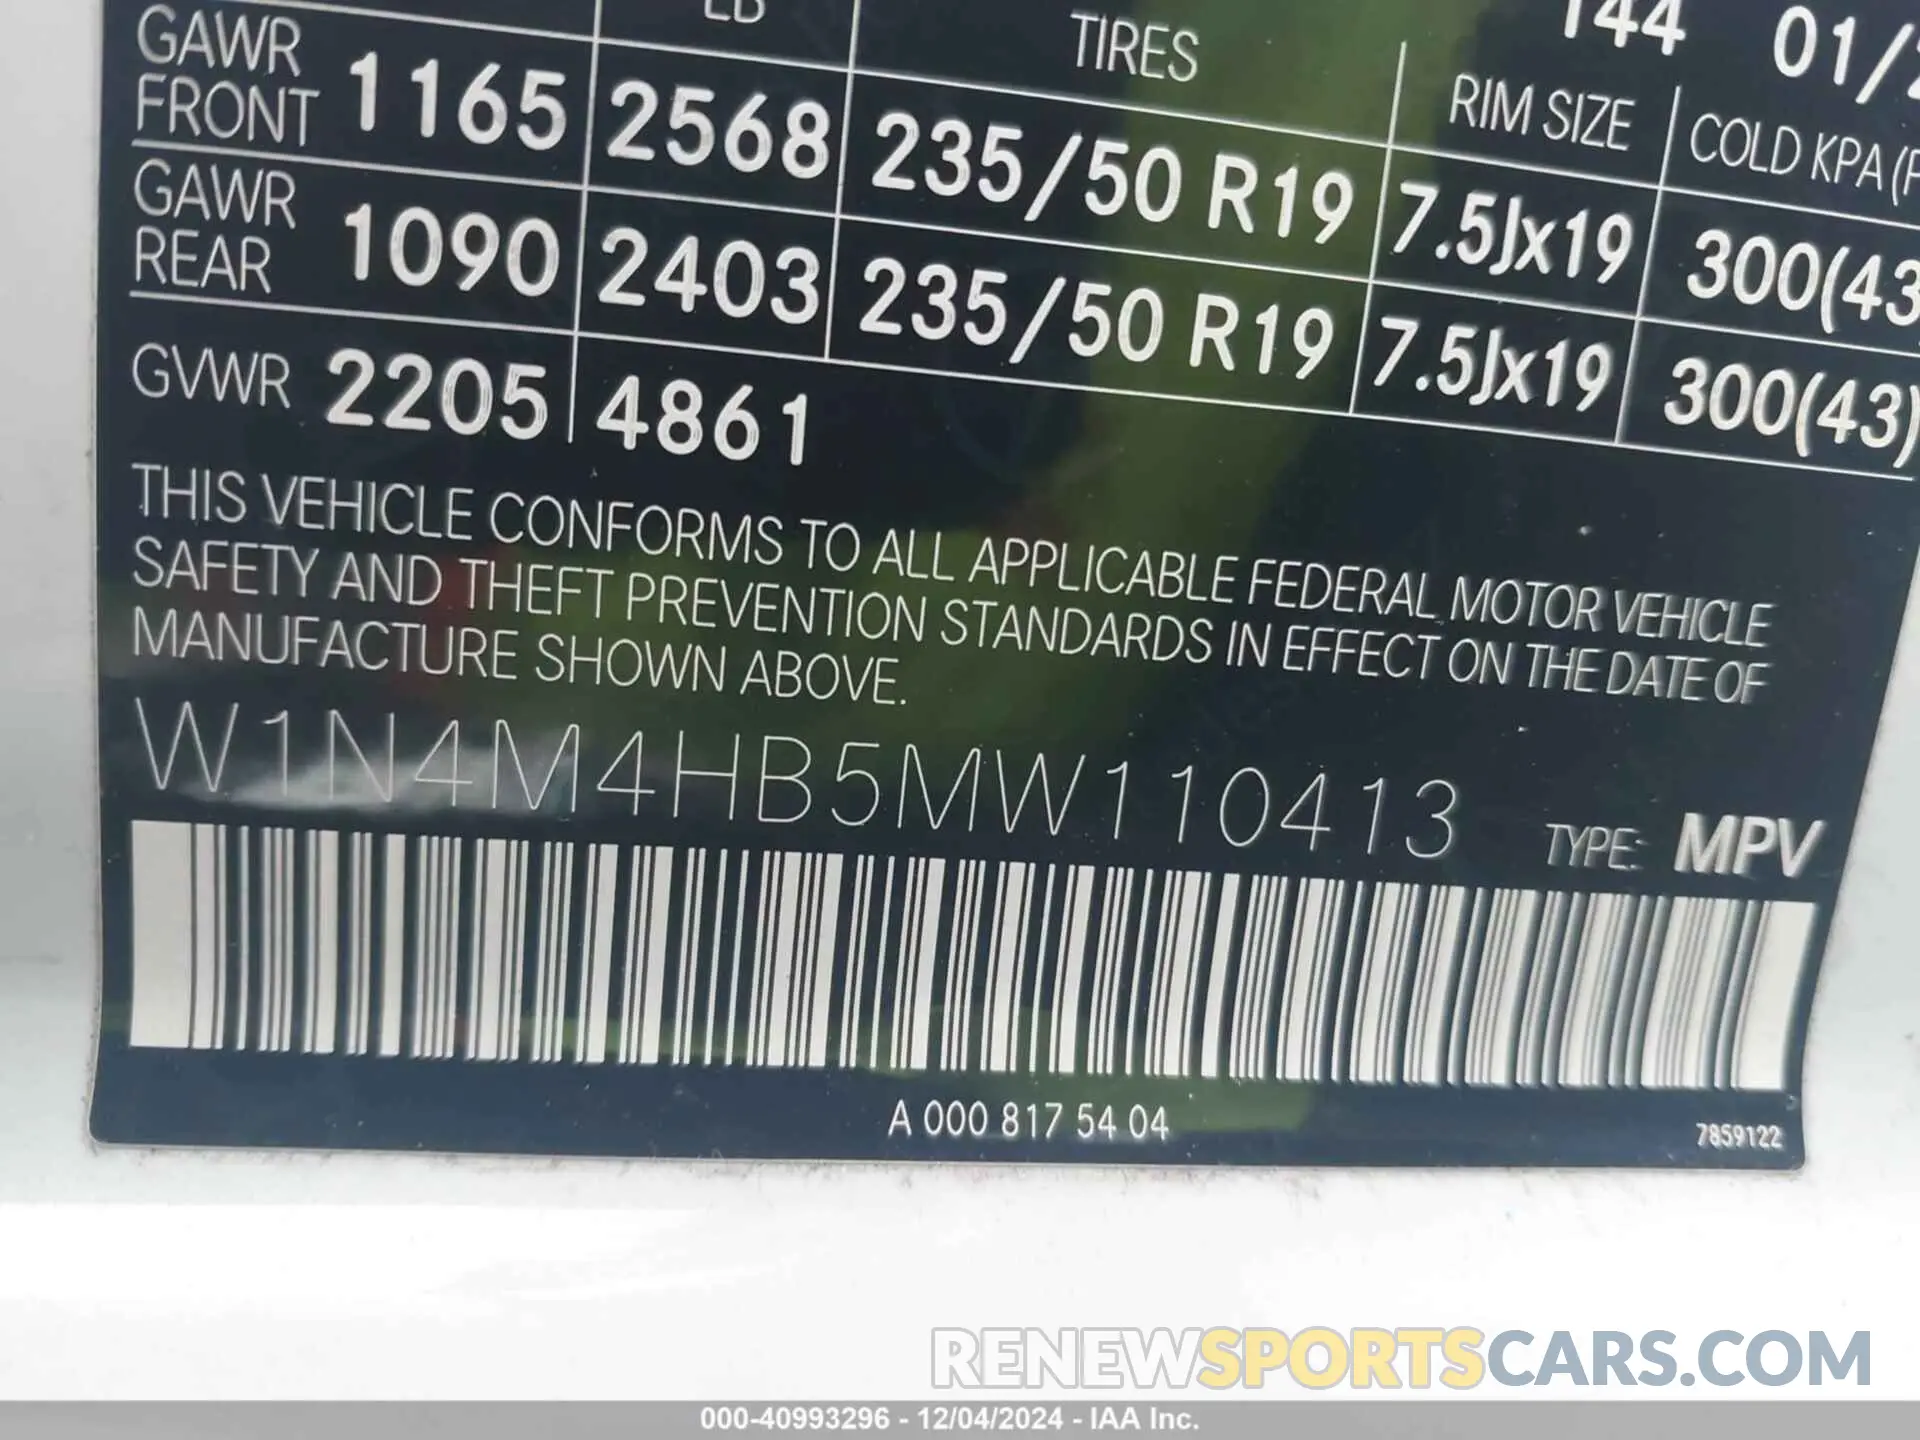 LB TIRES 144 01/2
GAWR
FRONT 1165 2568 235/50 R19 7.5Jx19 300(43
RIM SIZE COLD KPA (P
GAWR
REAR 1090 2403 235/50 R19 7.5Jx19 300(43)
GVWR 2205 4861
THIS VEHICLE CONFORMS TO ALL APPLICABLE FEDERAL MOTOR VEHICLE
SAFETY AND THEFT PREVENTION STANDARDS IN EFFECT ON THE DATE OF
MANUFACTURE SHOWN ABOVE.
W1N4M4HB5MW110413 TYPE: MPV
A 000 817 54 04
7859122
RENEWSPORTSCARS.COM
000-40993296 - 12/04/2024 - IAA Inc.